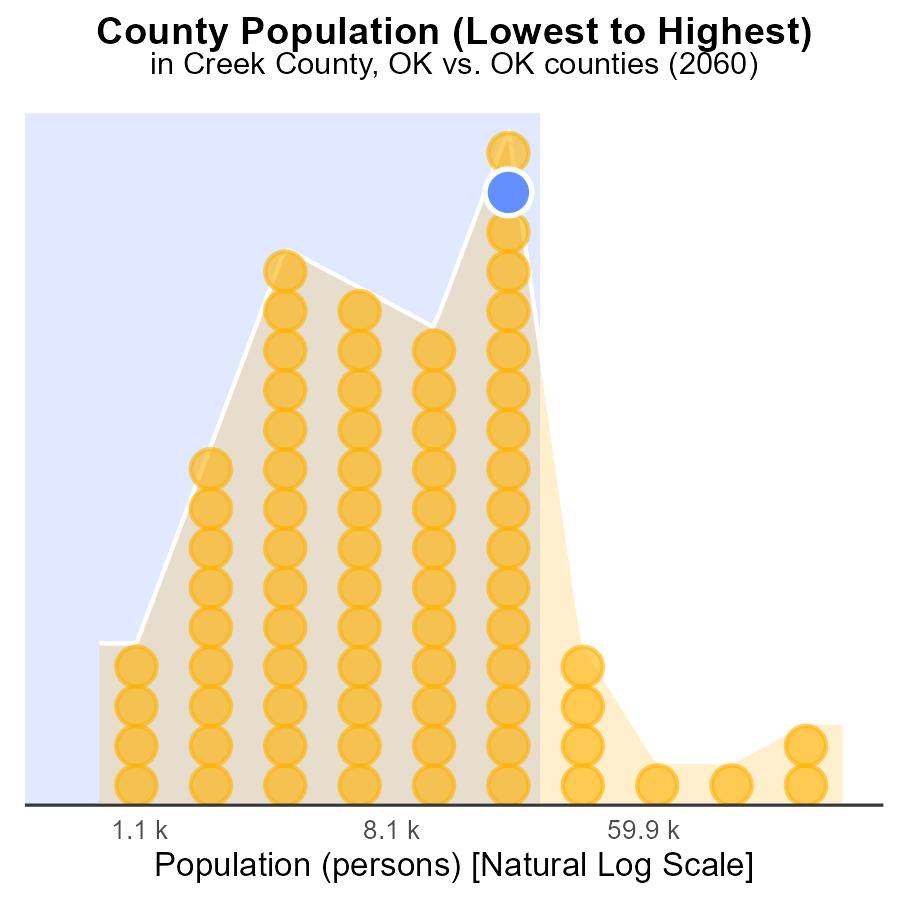 County Population (Lowest to Highest)
in Creek County, OK vs. OK counties (2060)
1.1 k
8.1 k
59.9 k
Population (persons) [Natural Log Scale]